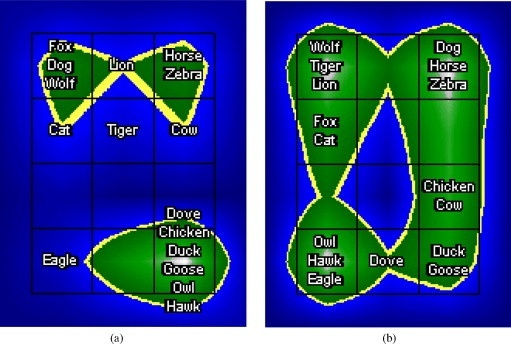 Fox
Dog
Wolf
Lion
Horse
Zebra
Cat
Tiger
Cow
Dove
Chicken
Eagle
Duck
Goose
Owl
Hawk
(a)
Wolf
Tiger
Lion
Dog
Horse
Zebra
Fox
Cat
Chicken
Cow
Owl
Hawk
Eagle
Dove
Duck
Goose
(b)